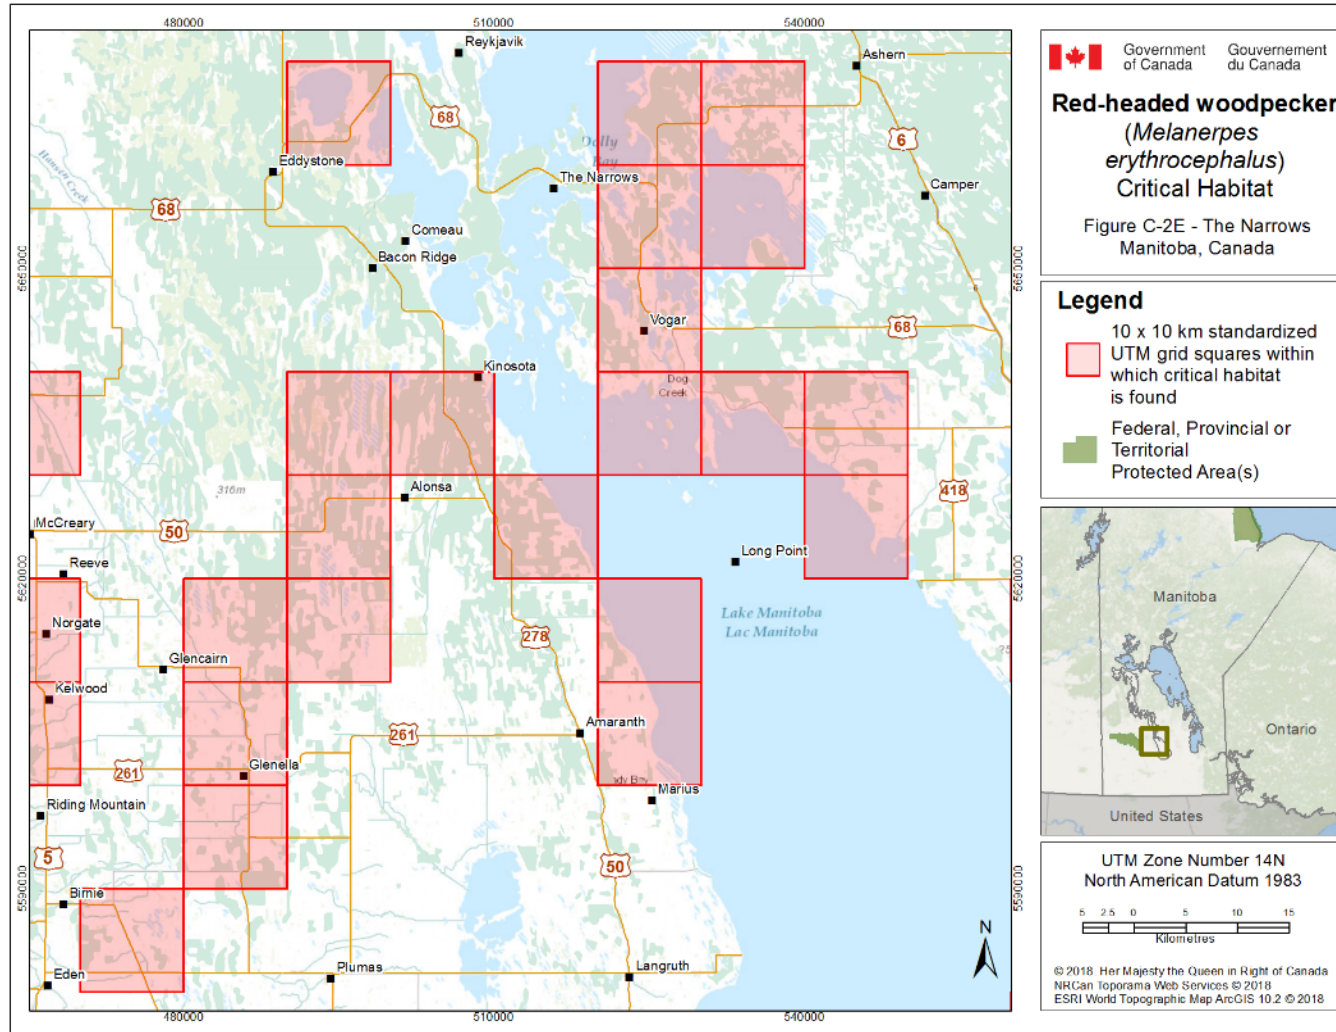 480000
510000
540000
Reykjavik
Ashern
68
6
Hansen Creek
Dolly
Bay
Eddystone
The Narrows
Camper
68
Comeau
Bacon Ridge
5650000
5650000
6
Vogar
68
Kinosota
Dog
Creek
316m
Alonsa
418
McCreary
50
Reeve
Long Point
5620000
5620000
Norgate
Lake Manitoba
Lac Manitoba
278
Glencairn
Kelwood
Amaranth
261
261
Glenella
Marius
Riding Mountain
5
50
5590000
5590000
Birnie
N
Eden
Plumas
Langruth
480000
510000
540000
Government
of Canada
Gouvernement
du Canada
Red-headed woodpecker
(Melanerpes
erythrocephalus)
Critical Habitat
Figure C-2E - The Narrows
Manitoba, Canada
Legend
10 x 10 km standardized
UTM grid squares within
which critical habitat
is found
Federal, Provincial or
Territorial
Protected Area(s)
Manitoba
Ontario
United States
UTM Zone Number 14N
North American Datum 1983
5 2.5 0 5 10 15
Kilometres
© 2018. Her Majesty the Queen in Right of Canada
NRCan Toporama Web Services © 2018
ESRI World Topographic Map ArcGIS 10.2 © 2018